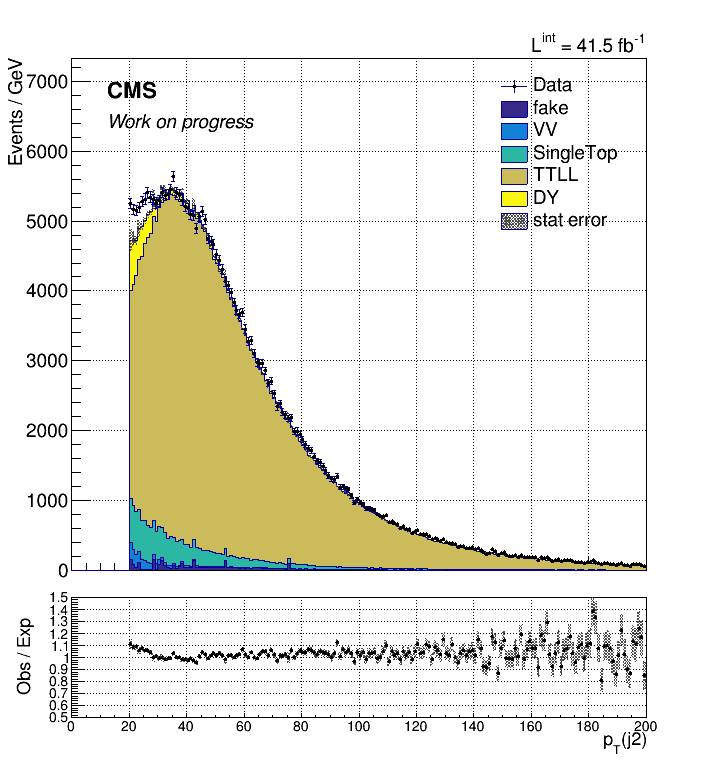 L^int = 41.5 fb^-1
Events / GeV
7000
6000
5000
4000
3000
2000
1000
0
CMS
Work on progress
Data
fake
VV
SingleTop
TTLL
DY
stat error
Obs / Exp
1.5
1.4
1.3
1.2
1.1
1
0.9
0.8
0.7
0.6
0.5
0 20 40 60 80 100 120 140 160 180 200
p_T(j2)